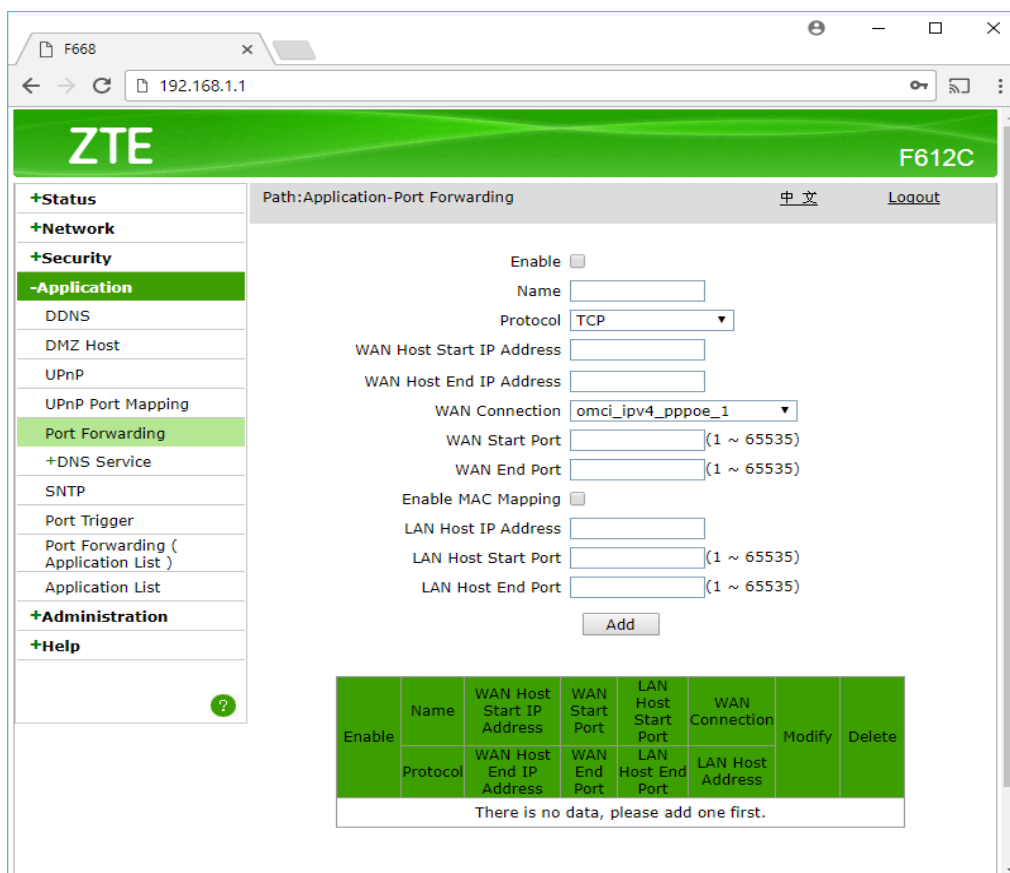 F668
192.168.1.1
ZTE
F612C
Path:Application-Port Forwarding
中 文
Logout
+Status
+Network
+Security
-Application
DDNS
DMZ Host
UPnP
UPnP Port Mapping
Port Forwarding
+DNS Service
SNTP
Port Trigger
Port Forwarding (
Application List )
Application List
+Administration
+Help
?
Enable
Name
Protocol TCP
WAN Host Start IP Address
WAN Host End IP Address
WAN Connection omci_ipv4_pppoe_1
WAN Start Port (1 ~ 65535)
WAN End Port (1 ~ 65535)
Enable MAC Mapping
LAN Host IP Address
LAN Host Start Port (1 ~ 65535)
LAN Host End Port (1 ~ 65535)
Add
Enable
Name
WAN Host
Start IP
Address
WAN
Start
Port
LAN
Host
Start
Port
WAN
Connection
Modify
Delete
Protocol
WAN Host
End IP
Address
WAN
End
Port
LAN
Host End
Port
LAN Host
Address
There is no data, please add one first.